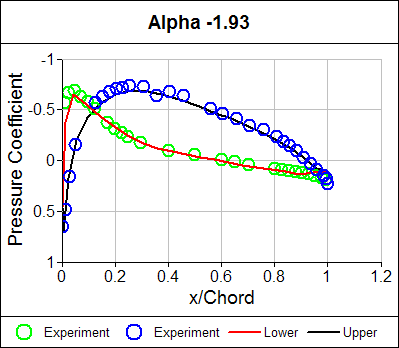 Alpha -1.93
-1
-0.5
0
0.5
1
Pressure Coefficient
0 0.2 0.4 0.6 0.8 1 1.2
x/Chord
Experiment Experiment Lower Upper